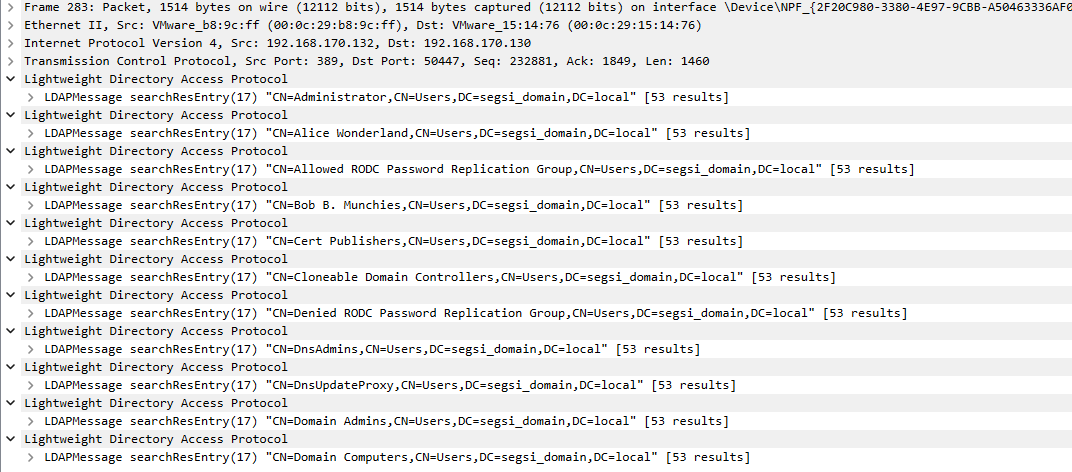 Frame 283: Packet, 1514 bytes on wire (12112 bits), 1514 bytes captured (12112 bits) on interface \Device\NPF_{2F20C980-3380-4E97-9CBB-A50463336AF0
Ethernet II, Src: VMware_b8:9c:ff (00:0c:29:b8:9c:ff), Dst: VMware_15:14:76 (00:0c:29:15:14:76)
Internet Protocol Version 4, Src: 192.168.170.132, Dst: 192.168.170.130
Transmission Control Protocol, Src Port: 389, Dst Port: 50447, Seq: 232881, Ack: 1849, Len: 1460
Lightweight Directory Access Protocol
LDAPMessage searchResEntry(17) "CN=Administrator,CN=Users,DC=segsi_domain,DC=local" [53 results]
Lightweight Directory Access Protocol
LDAPMessage searchResEntry(17) "CN=Alice Wonderland,CN=Users,DC=segsi_domain,DC=local" [53 results]
Lightweight Directory Access Protocol
LDAPMessage searchResEntry(17) "CN=Allowed RODC Password Replication Group,CN=Users,DC=segsi_domain,DC=local" [53 results]
Lightweight Directory Access Protocol
LDAPMessage searchResEntry(17) "CN=Bob B. Munchies,CN=Users,DC=segsi_domain,DC=local" [53 results]
Lightweight Directory Access Protocol
LDAPMessage searchResEntry(17) "CN=Cert Publishers,CN=Users,DC=segsi_domain,DC=local" [53 results]
Lightweight Directory Access Protocol
LDAPMessage searchResEntry(17) "CN=Cloneable Domain Controllers,CN=Users,DC=segsi_domain,DC=local" [53 results]
Lightweight Directory Access Protocol
LDAPMessage searchResEntry(17) "CN=Denied RODC Password Replication Group,CN=Users,DC=segsi_domain,DC=local" [53 results]
Lightweight Directory Access Protocol
LDAPMessage searchResEntry(17) "CN=DnsAdmins,CN=Users,DC=segsi_domain,DC=local" [53 results]
Lightweight Directory Access Protocol
LDAPMessage searchResEntry(17) "CN=DnsUpdateProxy,CN=Users,DC=segsi_domain,DC=local" [53 results]
Lightweight Directory Access Protocol
LDAPMessage searchResEntry(17) "CN=Domain Admins,CN=Users,DC=segsi_domain,DC=local" [53 results]
Lightweight Directory Access Protocol
LDAPMessage searchResEntry(17) "CN=Domain Computers,CN=Users,DC=segsi_domain,DC=local" [53 results]